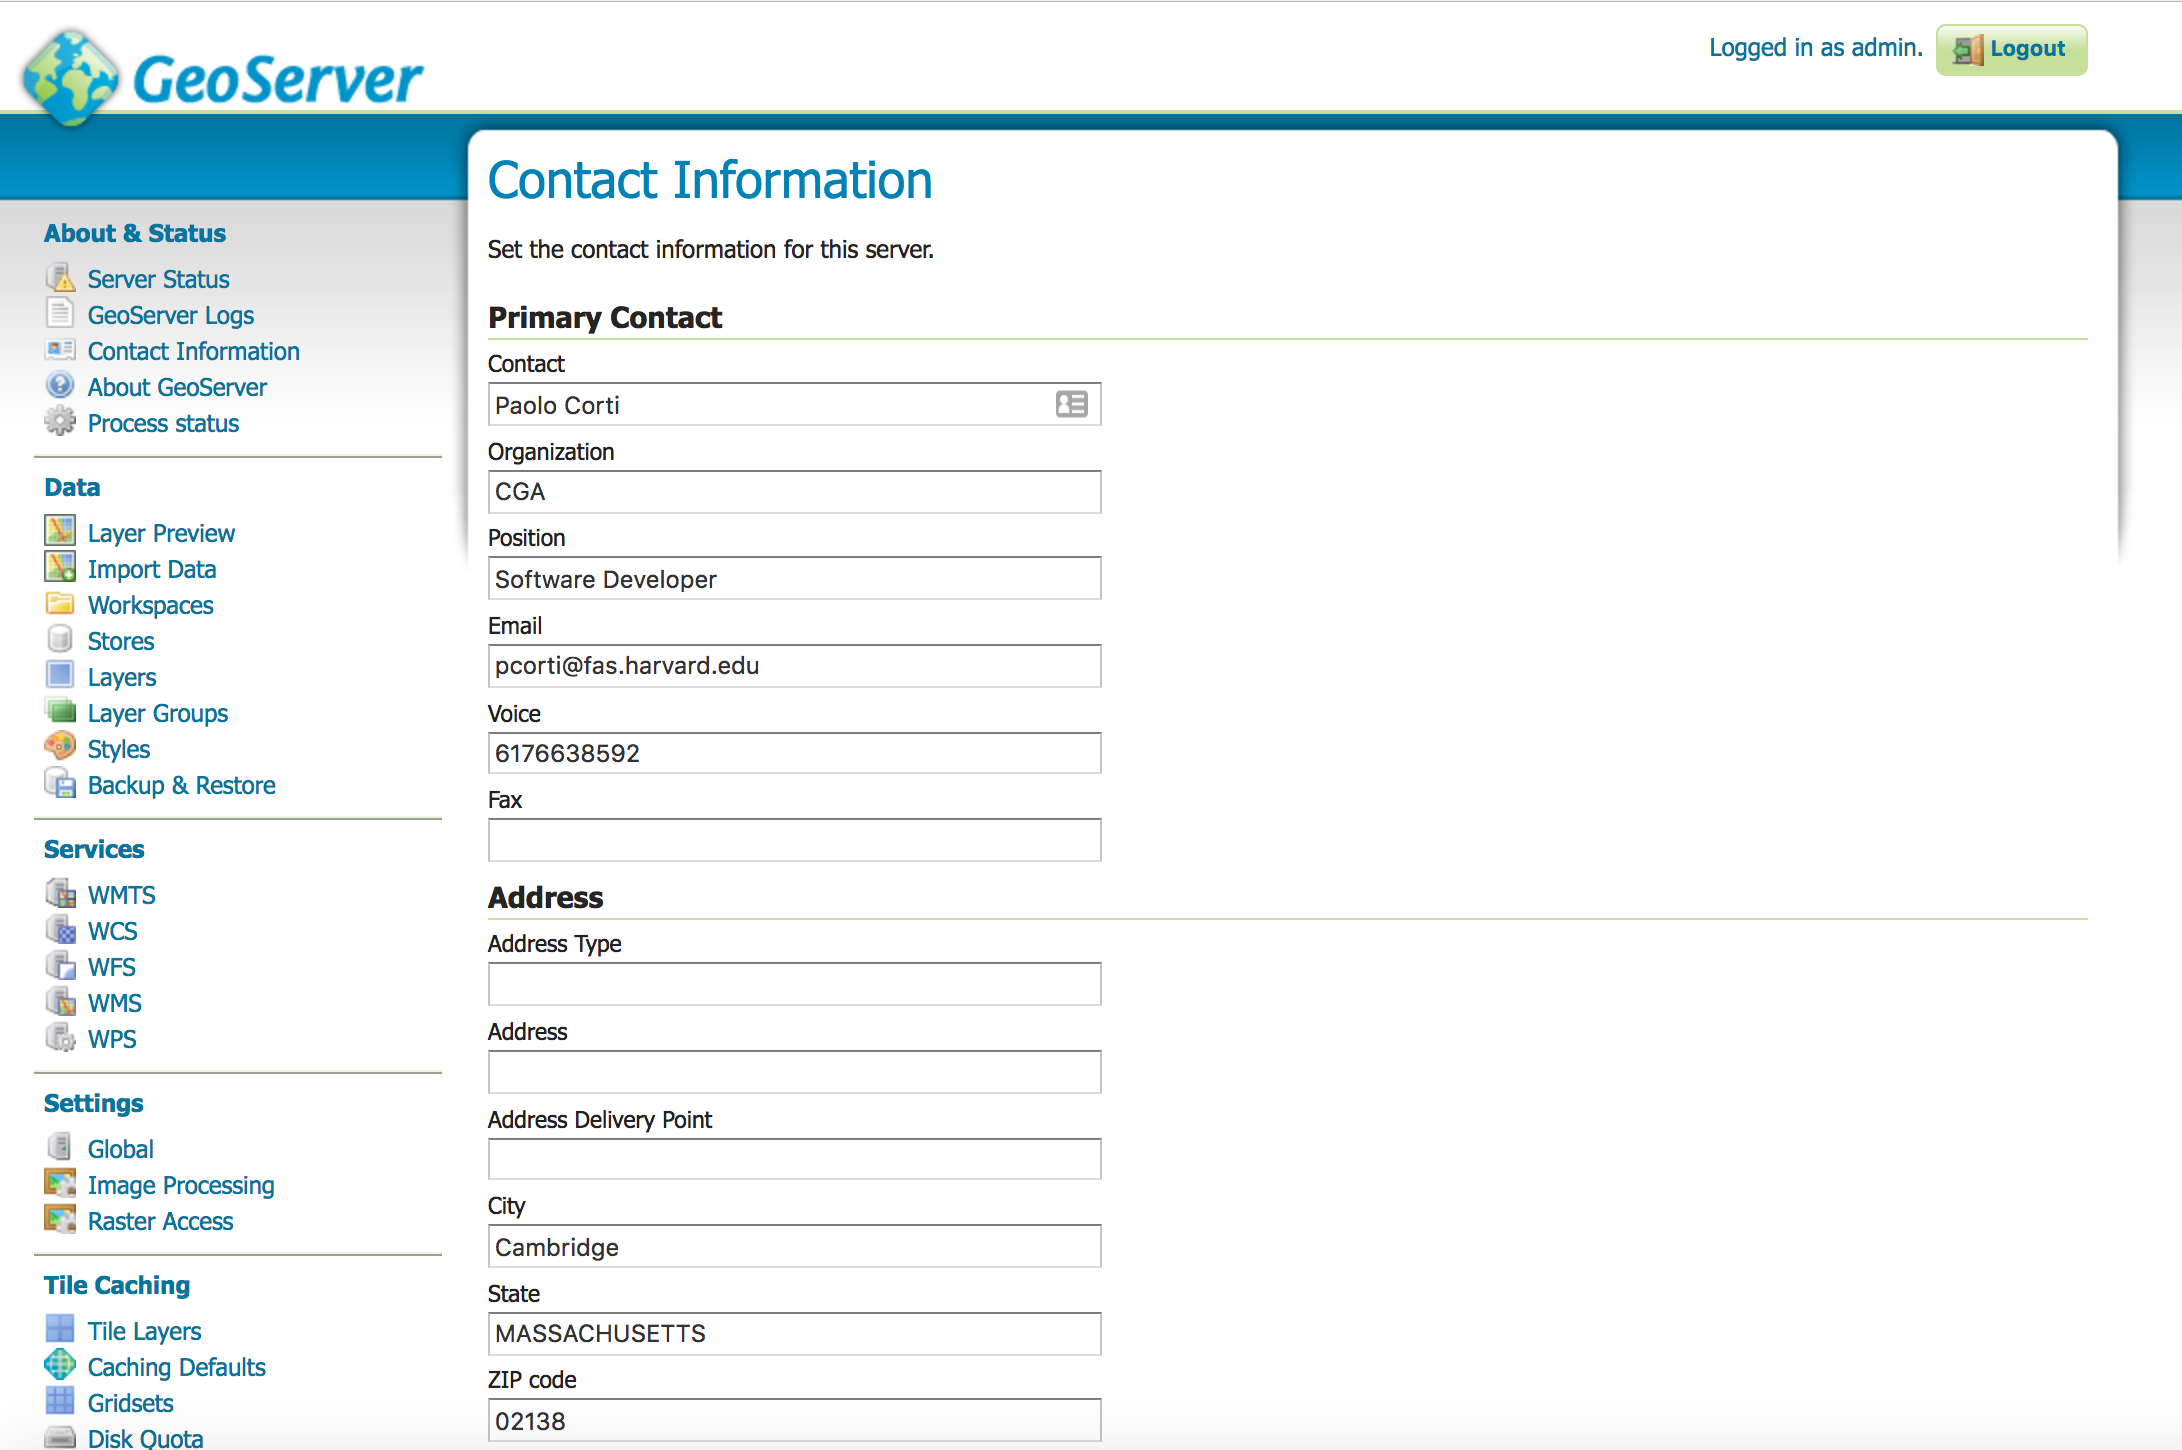 GeoServer
Logged in as admin.
Logout
About & Status
Server Status
GeoServer Logs
Contact Information
About GeoServer
Process status
Data
Layer Preview
Import Data
Workspaces
Stores
Layers
Layer Groups
Styles
Backup & Restore
Services
WMTS
WCS
WFS
WMS
WPS
Settings
Global
Image Processing
Raster Access
Tile Caching
Tile Layers
Caching Defaults
Gridsets
Disk Quota
Contact Information
Set the contact information for this server.
Primary Contact
Contact
Paolo Corti
Organization
CGA
Position
Software Developer
Email
pcorti@fas.harvard.edu
Voice
6176638592
Fax
Address
Address Type
Address
Address Delivery Point
City
Cambridge
State
MASSACHUSETTS
ZIP code
02138